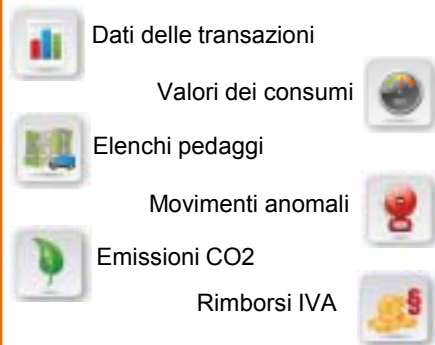 Dati delle transazioni
Valori dei consumi
Elenchi pedaggi
Movimenti anomali
Emissioni CO2
Rimborsi IVA
§